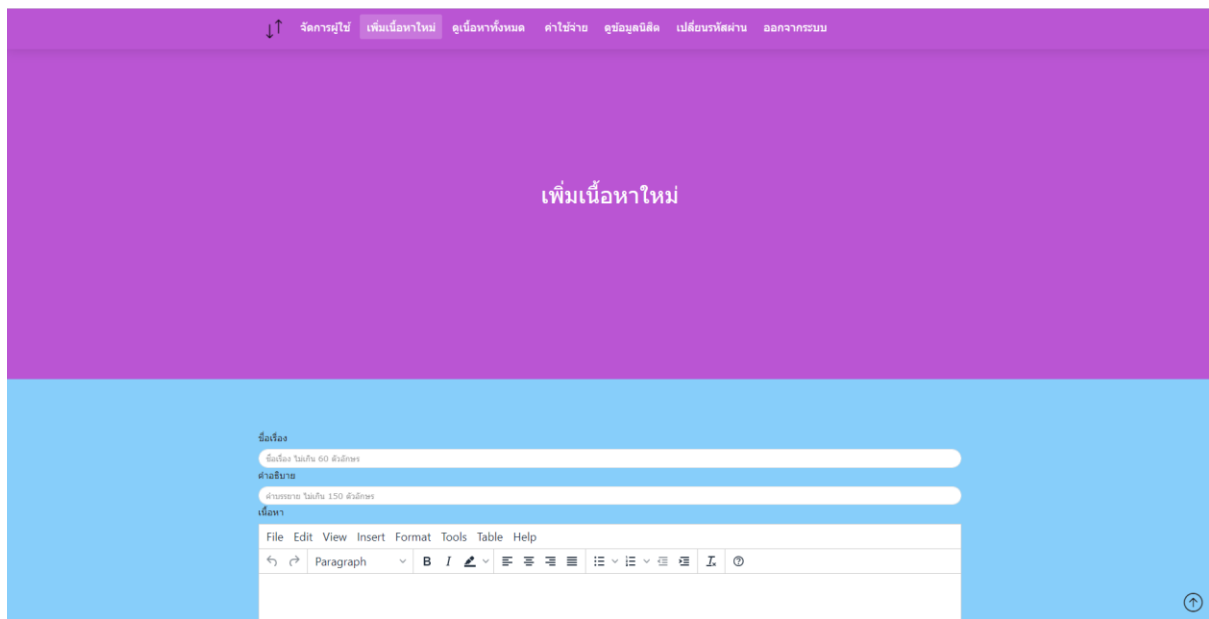 จัดการผู้ใช้ เพิ่มเนื้อหาใหม่ ดูเนื้อหาทั้งหมด ค่าใช้จ่าย ดูข้อมูลนิสิต เปลี่ยนรหัสผ่าน ออกจากระบบ
เพิ่มเนื้อหาใหม่
ชื่อเรื่อง
ชื่อเรื่อง ไม่เกิน 60 ตัวอักษร
คำอธิบาย
คำบรรยาย ไม่เกิน 150 ตัวอักษร
เนื้อหา
File Edit View Insert Format Tools Table Help
Paragraph B I